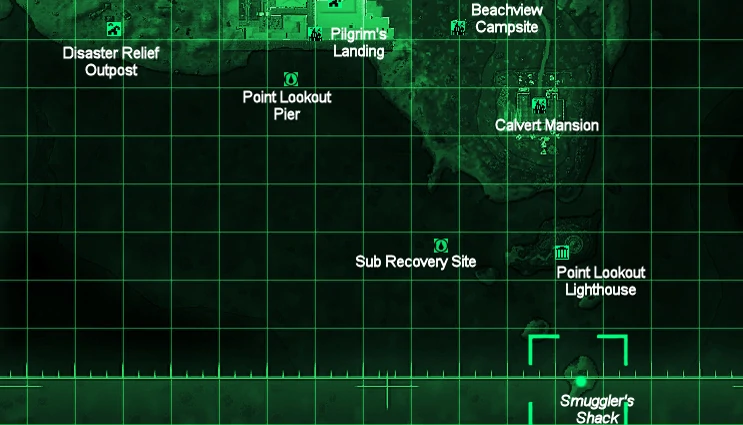 Beachview
Campsite
Pilgrim's
Landing
Disaster Relief
Outpost
Point Lookout
Pier
Calvert Mansion
Sub Recovery Site
Point Lookout
Lighthouse
Smuggler's
Shack